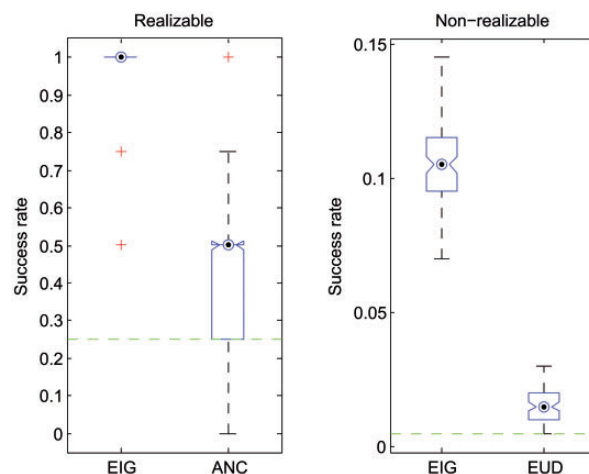 Realizable
Success rate
1
0.9
0.8
0.7
0.6
0.5
0.4
0.3
0.2
0.1
0
EIG ANC
Non−realizable
Success rate
0.15
0.1
0.05
0
EIG EUD